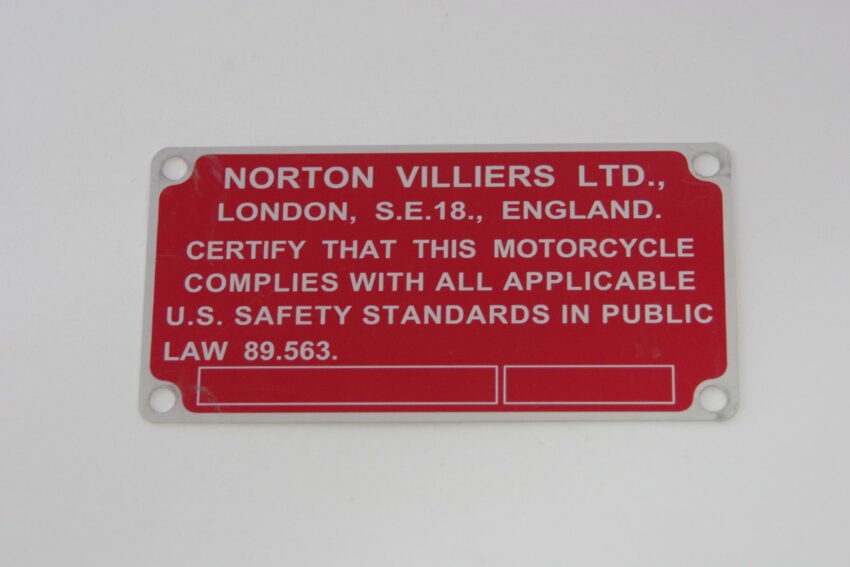 NORTON VILLIERS LTD.,
LONDON, S.E.18., ENGLAND.
CERTIFY THAT THIS MOTORCYCLE
COMPLIES WITH ALL APPLICABLE
U.S. SAFETY STANDARDS IN PUBLIC
LAW 89.563.